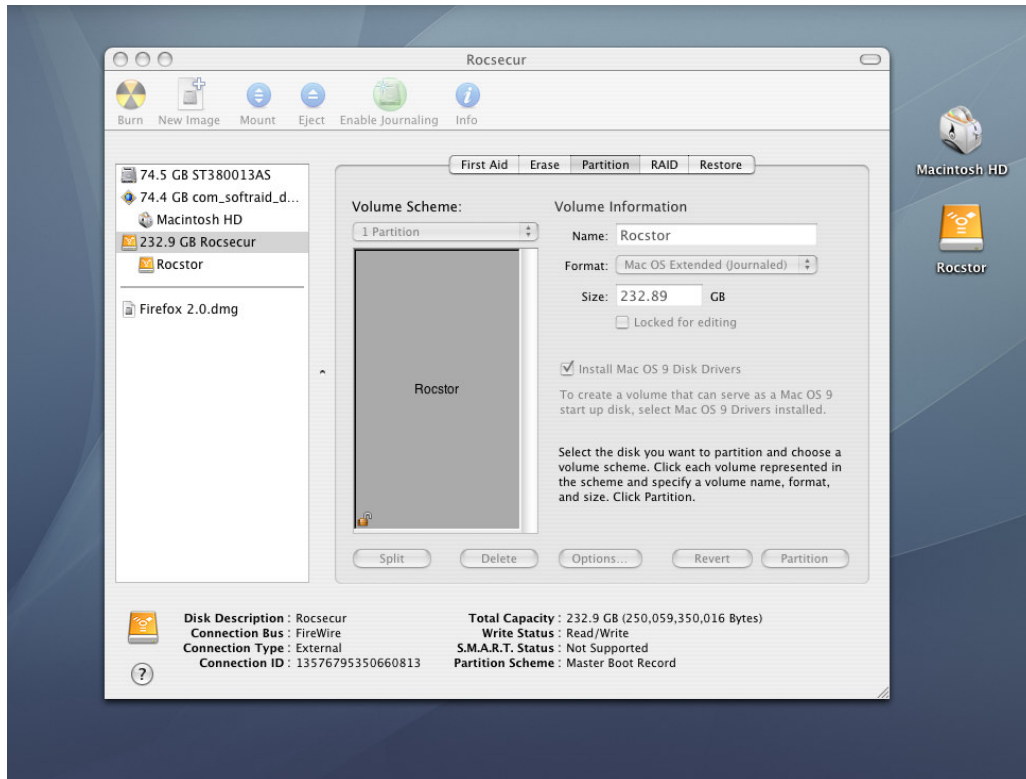 Rocsecur
Burn New Image Mount Eject Enable Journaling Info
First Aid Erase Partition RAID Restore
74.5 GB ST380013AS
74.4 GB com_softraid_d...
Macintosh HD
232.9 GB Rocsecur
Rocstor
Firefox 2.0.dmg
Volume Scheme:
1 Partition
Rocstor
Volume Information
Name: Rocstor
Format: Mac OS Extended (Journaled)
Size: 232.89 GB
Locked for editing
Install Mac OS 9 Disk Drivers
To create a volume that can serve as a Mac OS 9
start up disk, select Mac OS 9 Drivers installed.
Select the disk you want to partition and choose a
volume scheme. Click each volume represented in
the scheme and specify a volume name, format,
and size. Click Partition.
Split Delete Options... Revert Partition
Disk Description : Rocsecur
Connection Bus : FireWire
Connection Type : External
Connection ID : 13576795350660813
Total Capacity : 232.9 GB (250,059,350,016 Bytes)
Write Status : Read/Write
S.M.A.R.T. Status : Not Supported
Partition Scheme : Master Boot Record
?
Macintosh HD
Rocstor